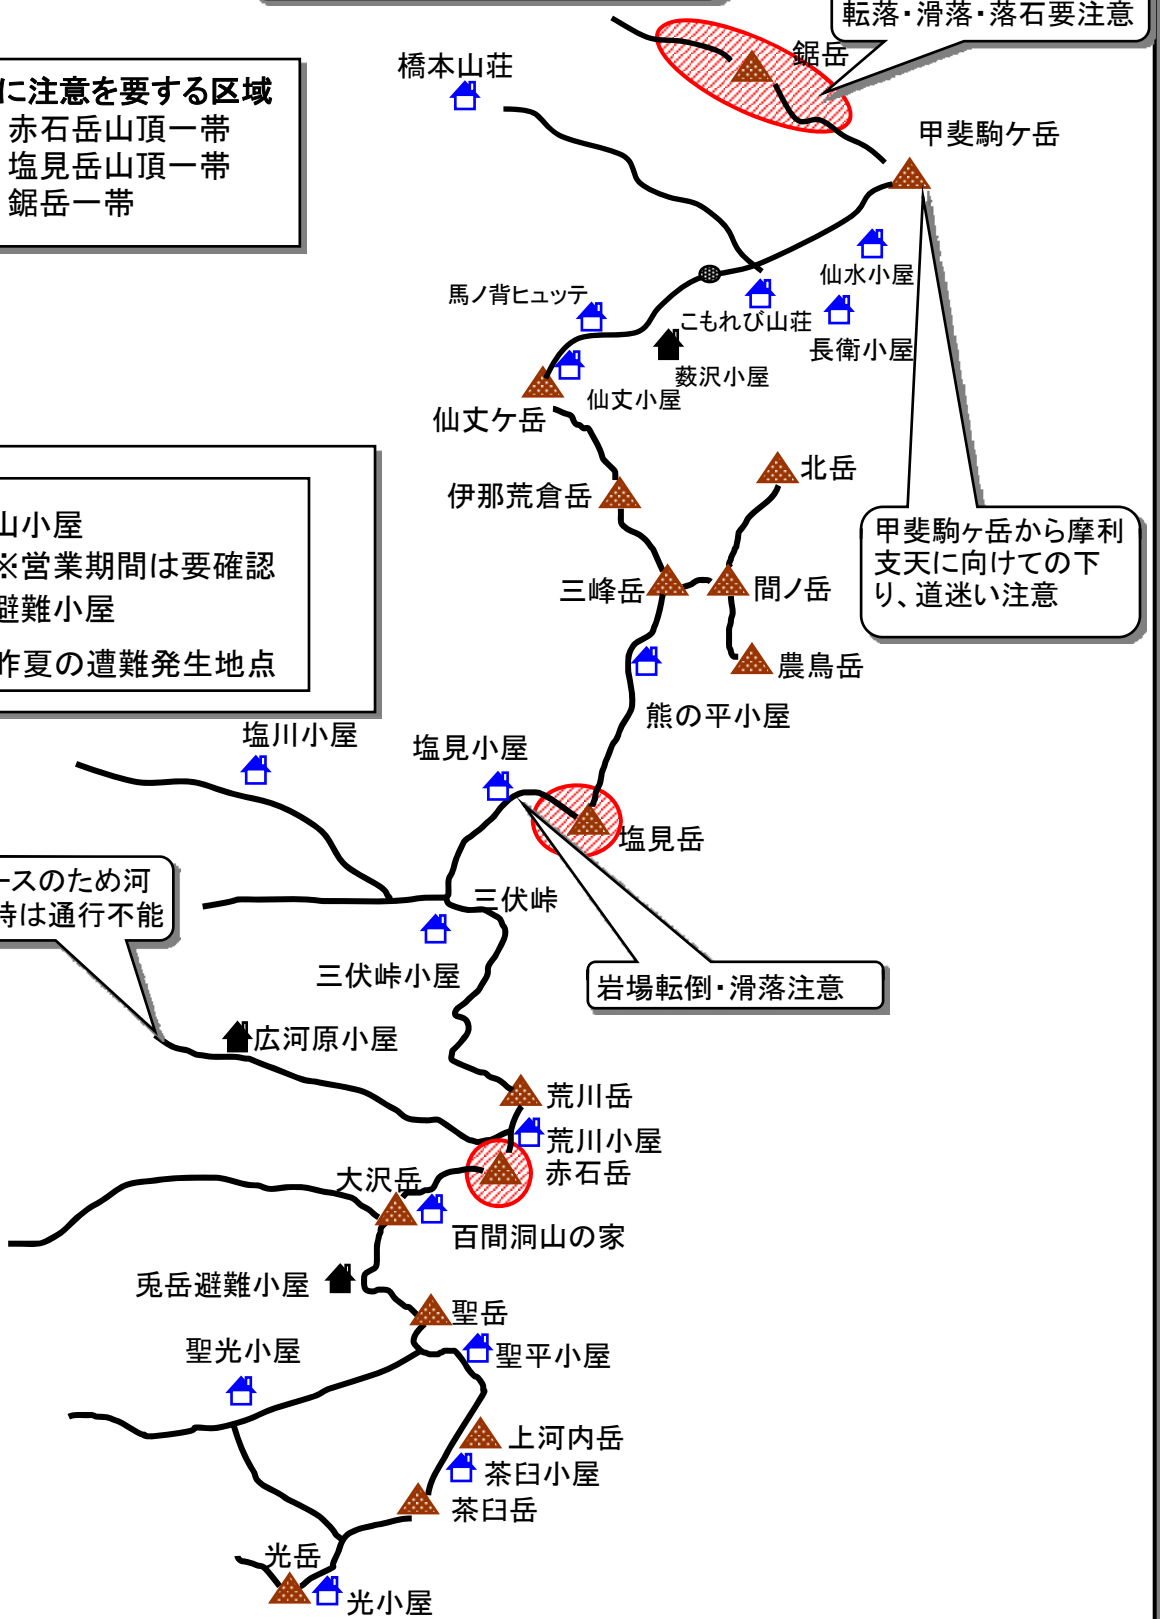 転落・滑落・落石要注意
鋸岳
橋本山荘
に注意を要する区域
赤石岳山頂一帯
塩見岳山頂一帯
鋸岳一帯
甲斐駒ケ岳
仙水小屋
馬ノ背ヒュッテ
こもれび山荘
長衛小屋
薮沢小屋
仙丈小屋
仙丈ケ岳
北岳
伊那荒倉岳
山小屋
※営業期間は要確認
避難小屋
昨夏の遭難発生地点
甲斐駒ヶ岳から摩利
支天に向けての下
り、道迷い注意
三峰岳
間ノ岳
農鳥岳
熊の平小屋
塩川小屋
塩見小屋
塩見岳
ースのため河
時は通行不能
三伏峠
三伏峠小屋
岩場転倒・滑落注意
広河原小屋
荒川岳
荒川小屋
赤石岳
大沢岳
百間洞山の家
兎岳避難小屋
聖岳
聖光小屋
聖平小屋
上河内岳
茶臼小屋
茶臼岳
光岳
光小屋